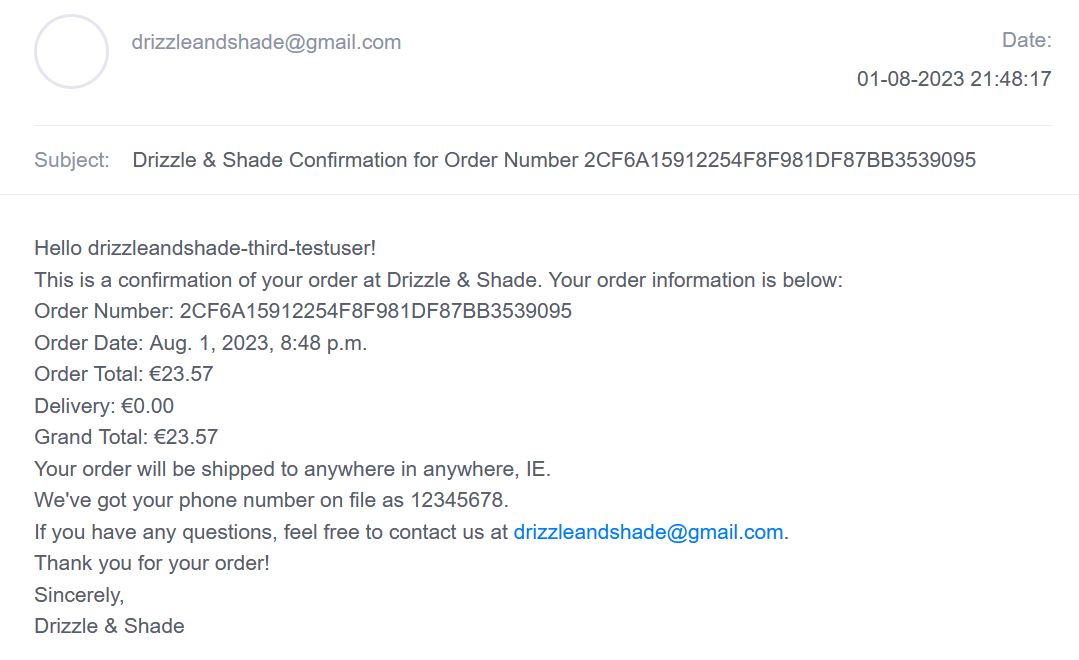 drizzleandshade@gmail.com
Date:
01-08-2023 21:48:17
Subject: Drizzle & Shade Confirmation for Order Number 2CF6A15912254F8F981DF87BB3539095
Hello drizzleandshade-third-testuser!
This is a confirmation of your order at Drizzle & Shade. Your order information is below:
Order Number: 2CF6A15912254F8F981DF87BB3539095
Order Date: Aug. 1, 2023, 8:48 p.m.
Order Total: €23.57
Delivery: €0.00
Grand Total: €23.57
Your order will be shipped to anywhere in anywhere, IE.
We've got your phone number on file as 12345678.
If you have any questions, feel free to contact us at drizzleandshade@gmail.com.
Thank you for your order!
Sincerely,
Drizzle & Shade